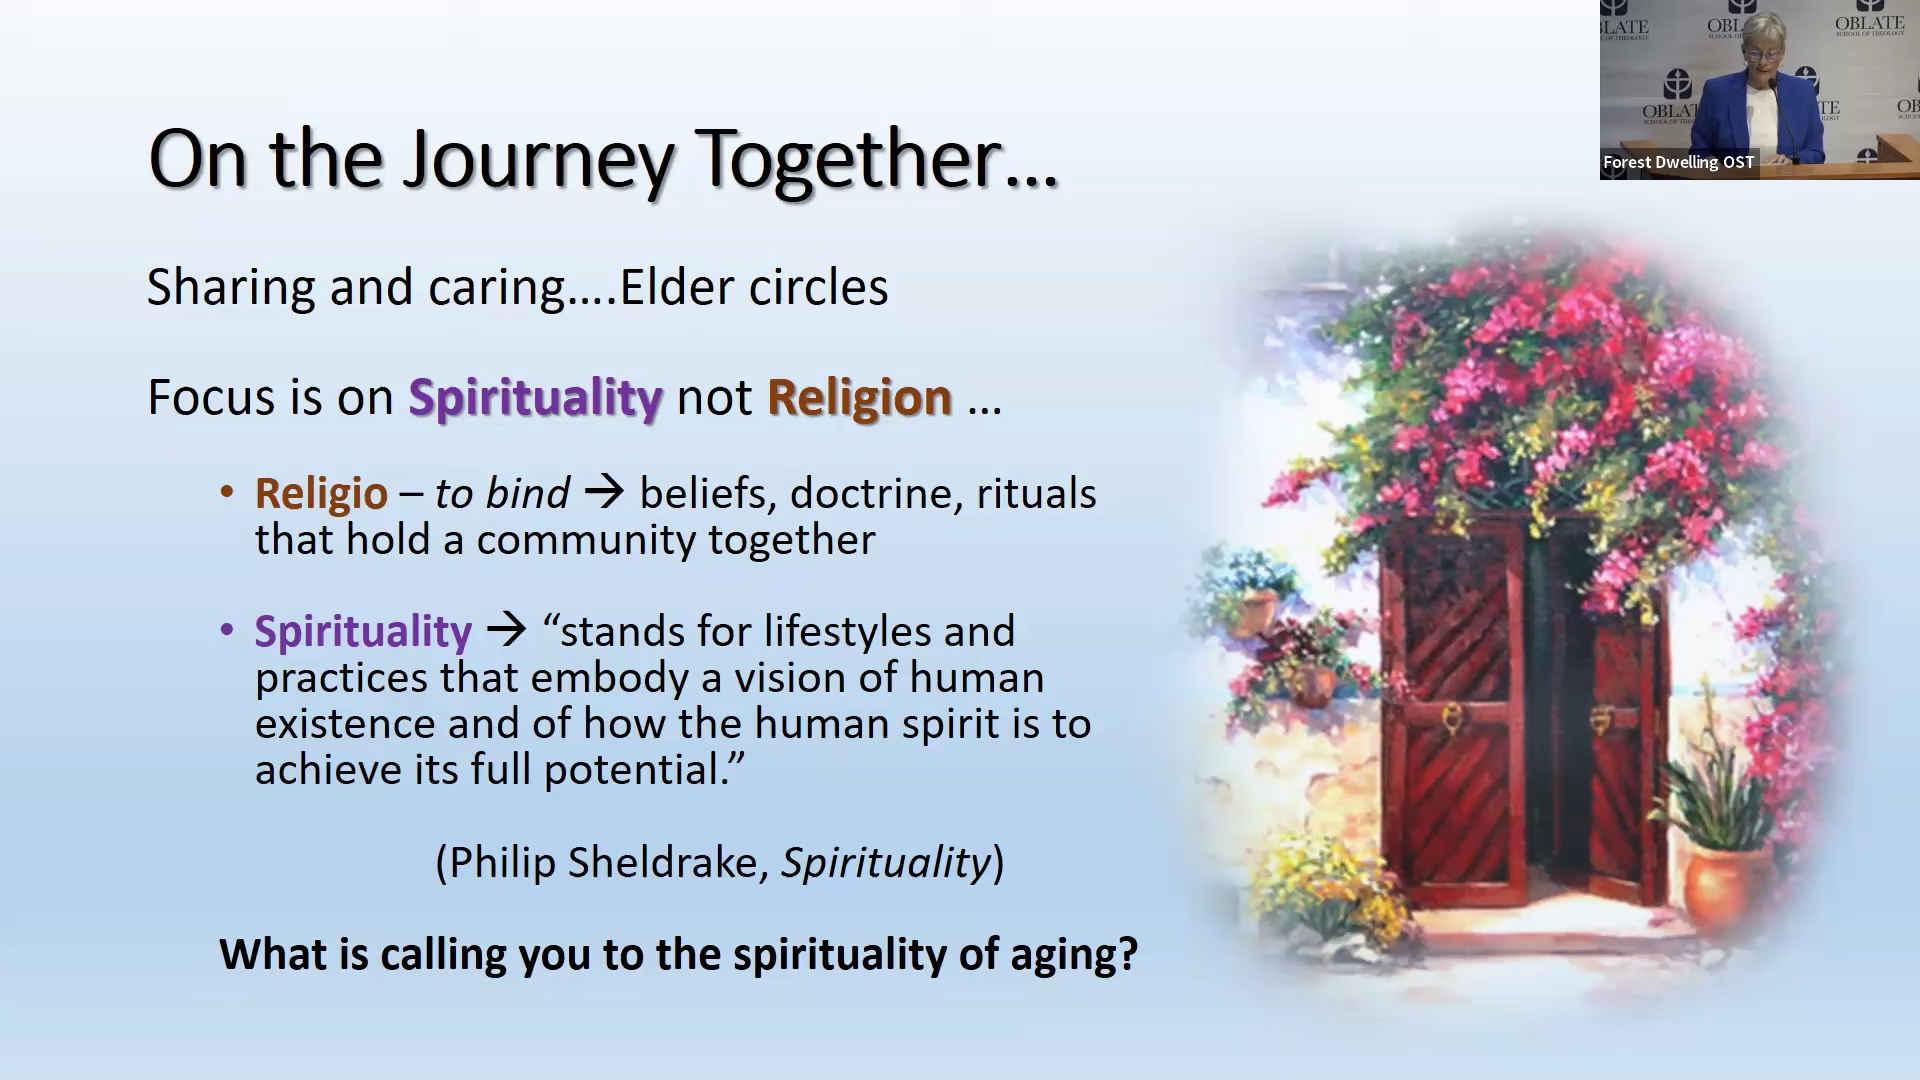 On the Journey Together...
Sharing and caring....Elder circles
Focus is on Spirituality not Religion ...
• Religio – to bind → beliefs, doctrine, rituals
that hold a community together
• Spirituality → “stands for lifestyles and
practices that embody a vision of human
existence and of how the human spirit is to
achieve its full potential.”
(Philip Sheldrake, Spirituality)
What is calling you to the spirituality of aging?
OBLATE
SCHOOL OF THEOLOGY
Forest Dwelling OST